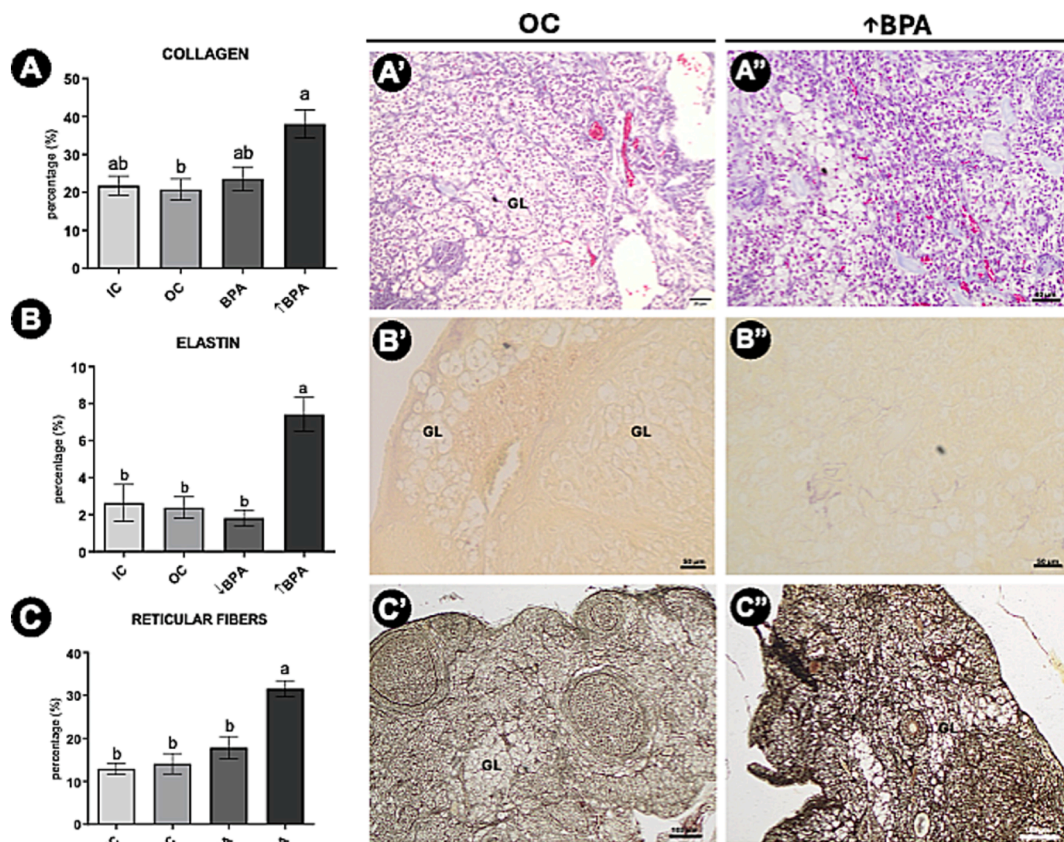 OC
↑BPA
A
COLLAGEN
percentage (%)
50
40
30
20
10
0
ab
b
ab
a
IC
OC
BPA
↑BPA
A'
GL
A"
B
ELASTIN
percentage (%)
8
6
4
2
0
b
b
b
a
IC
OC
↓BPA
↑BPA
B'
GL
GL
50 µm
B"
50 µm
C
RETICULAR FIBERS
percentage (%)
40
30
20
10
0
b
b
b
a
C'
GL
C"
GL